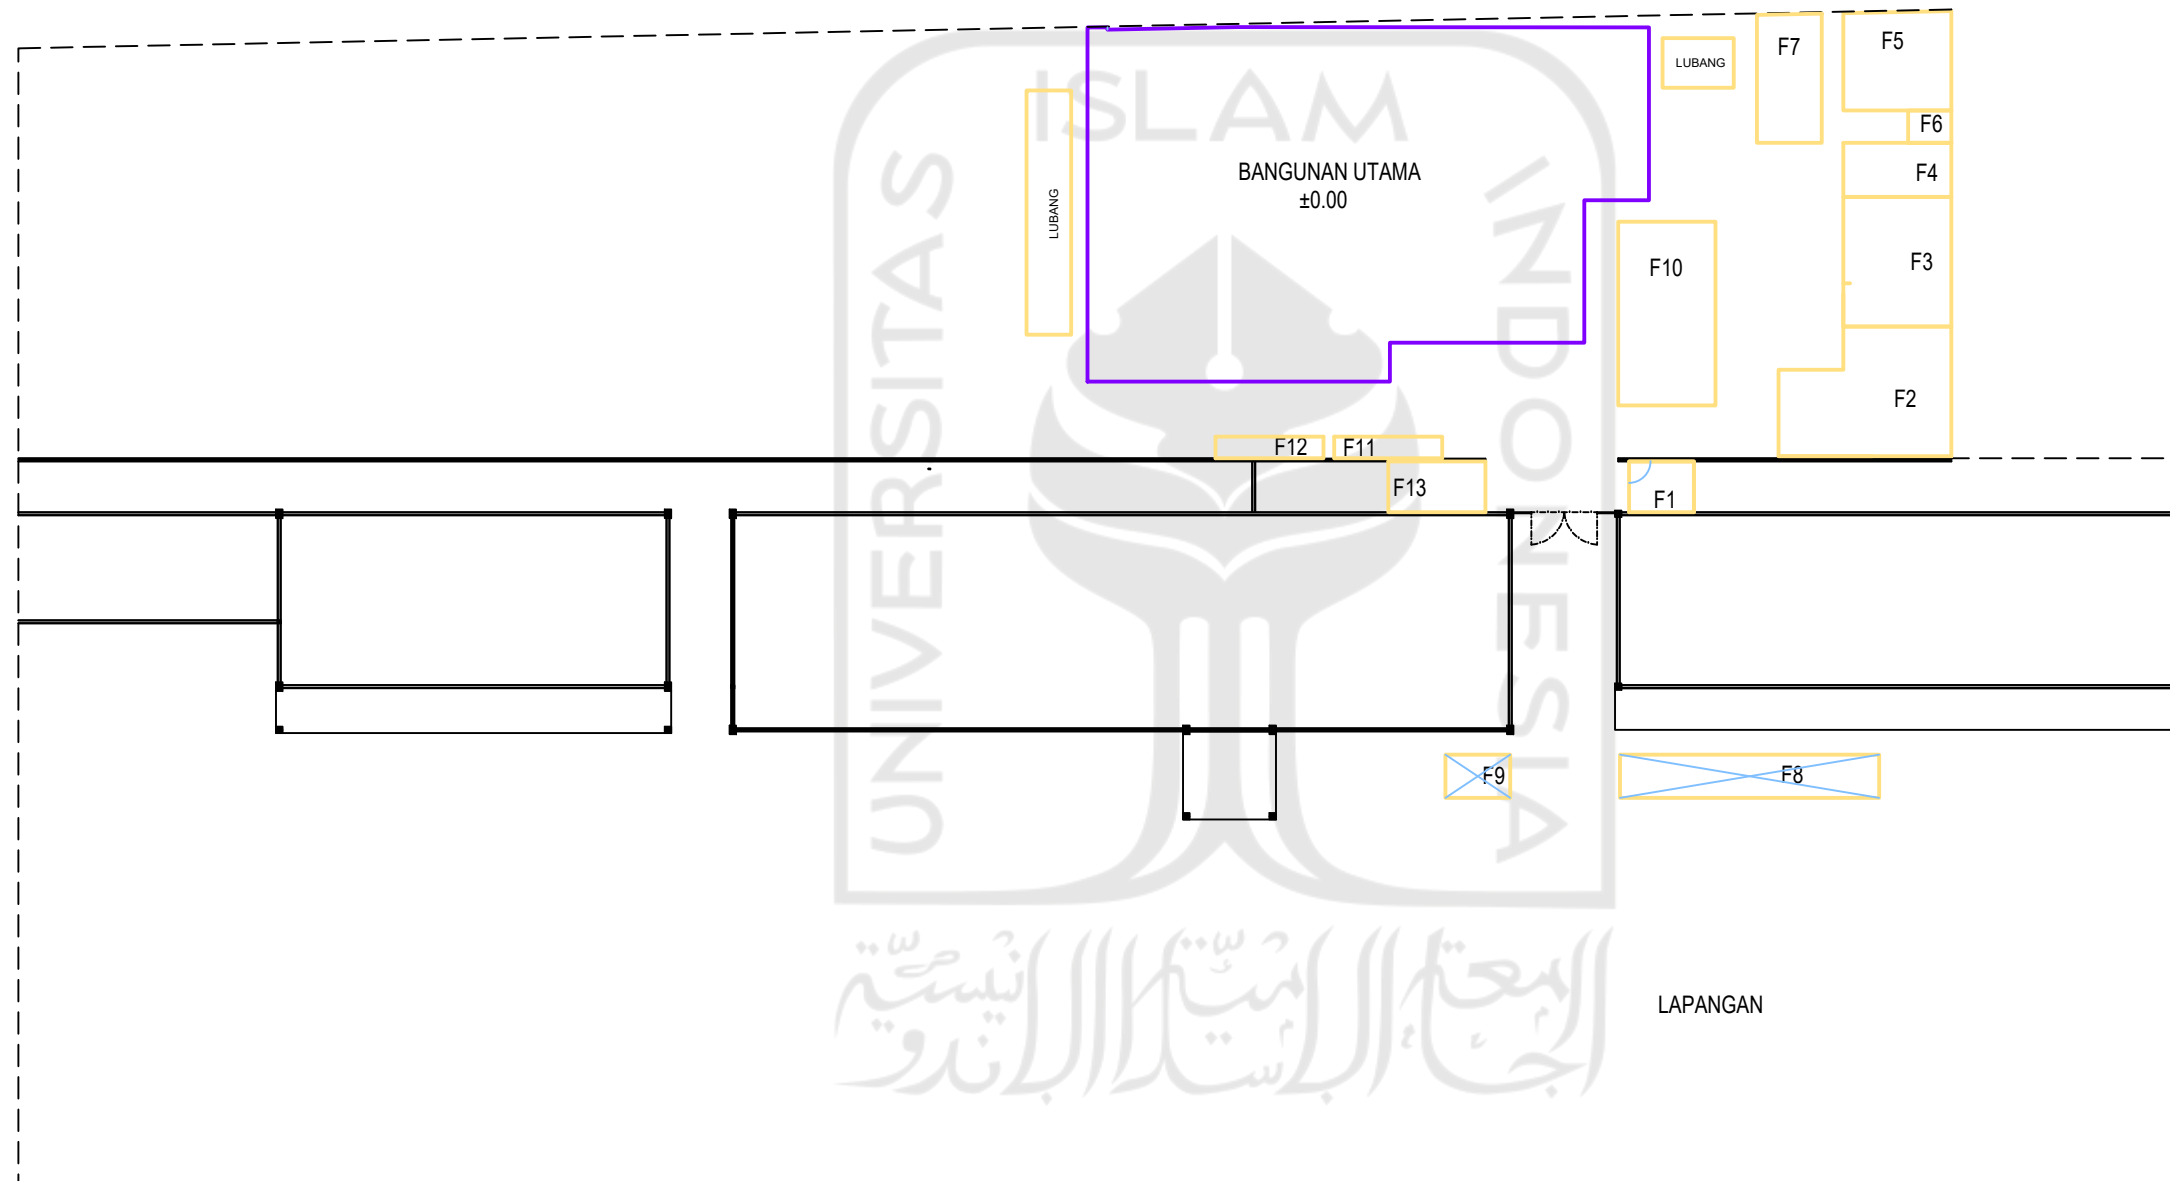 F7
F5
LUBANG
F6
ISLAM
BANGUNAN UTAMA
±0.00
F4
LUBANG
F3
F10
F2
F12
F11
F13
F1
F9
F8
UNIVERSITAS
INDONESIA
LAPANGAN